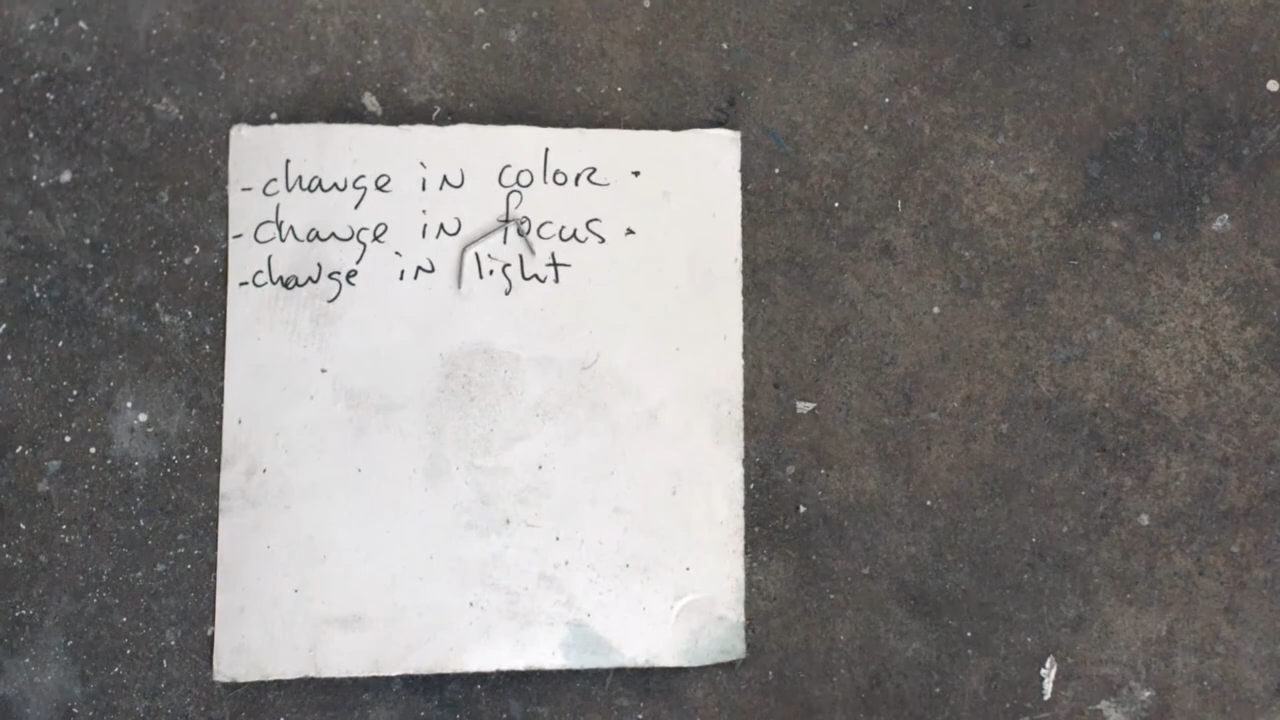 - change in color.
- change in focus.
- change in light